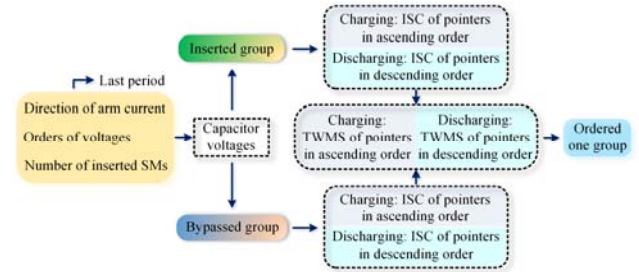 Last period
Direction of arm current
Orders of voltages
Number of inserted SMs
Capacitor
voltages
Inserted group
Bypassed group
Charging: ISC of pointers
in ascending order
Discharging: ISC of pointers
in descending order
Charging:
TWMS of pointers
in ascending order
Discharging:
TWMS of pointers
in descending order
Charging: ISC of pointers
in ascending order
Discharging: ISC of pointers
in descending order
Ordered
one group